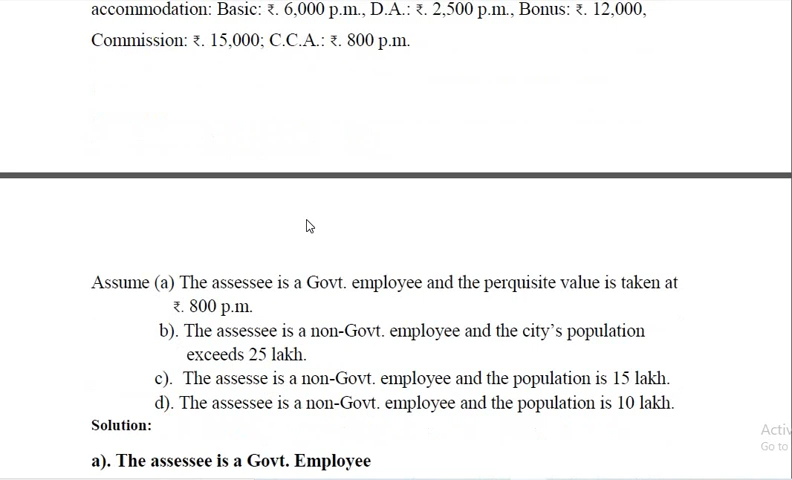 accommodation: Basic: ₹. 6,000 p.m., D.A.: ₹. 2,500 p.m., Bonus: ₹. 12,000,
Commission: ₹. 15,000; C.C.A.: ₹. 800 p.m.
Assume (a) The assessee is a Govt. employee and the perquisite value is taken at
₹. 800 p.m.
b). The assessee is a non-Govt. employee and the city’s population
exceeds 25 lakh.
c). The assesse is a non-Govt. employee and the population is 15 lakh.
d). The assessee is a non-Govt. employee and the population is 10 lakh.
Solution:
Activ
Go to
a). The assessee is a Govt. Employee